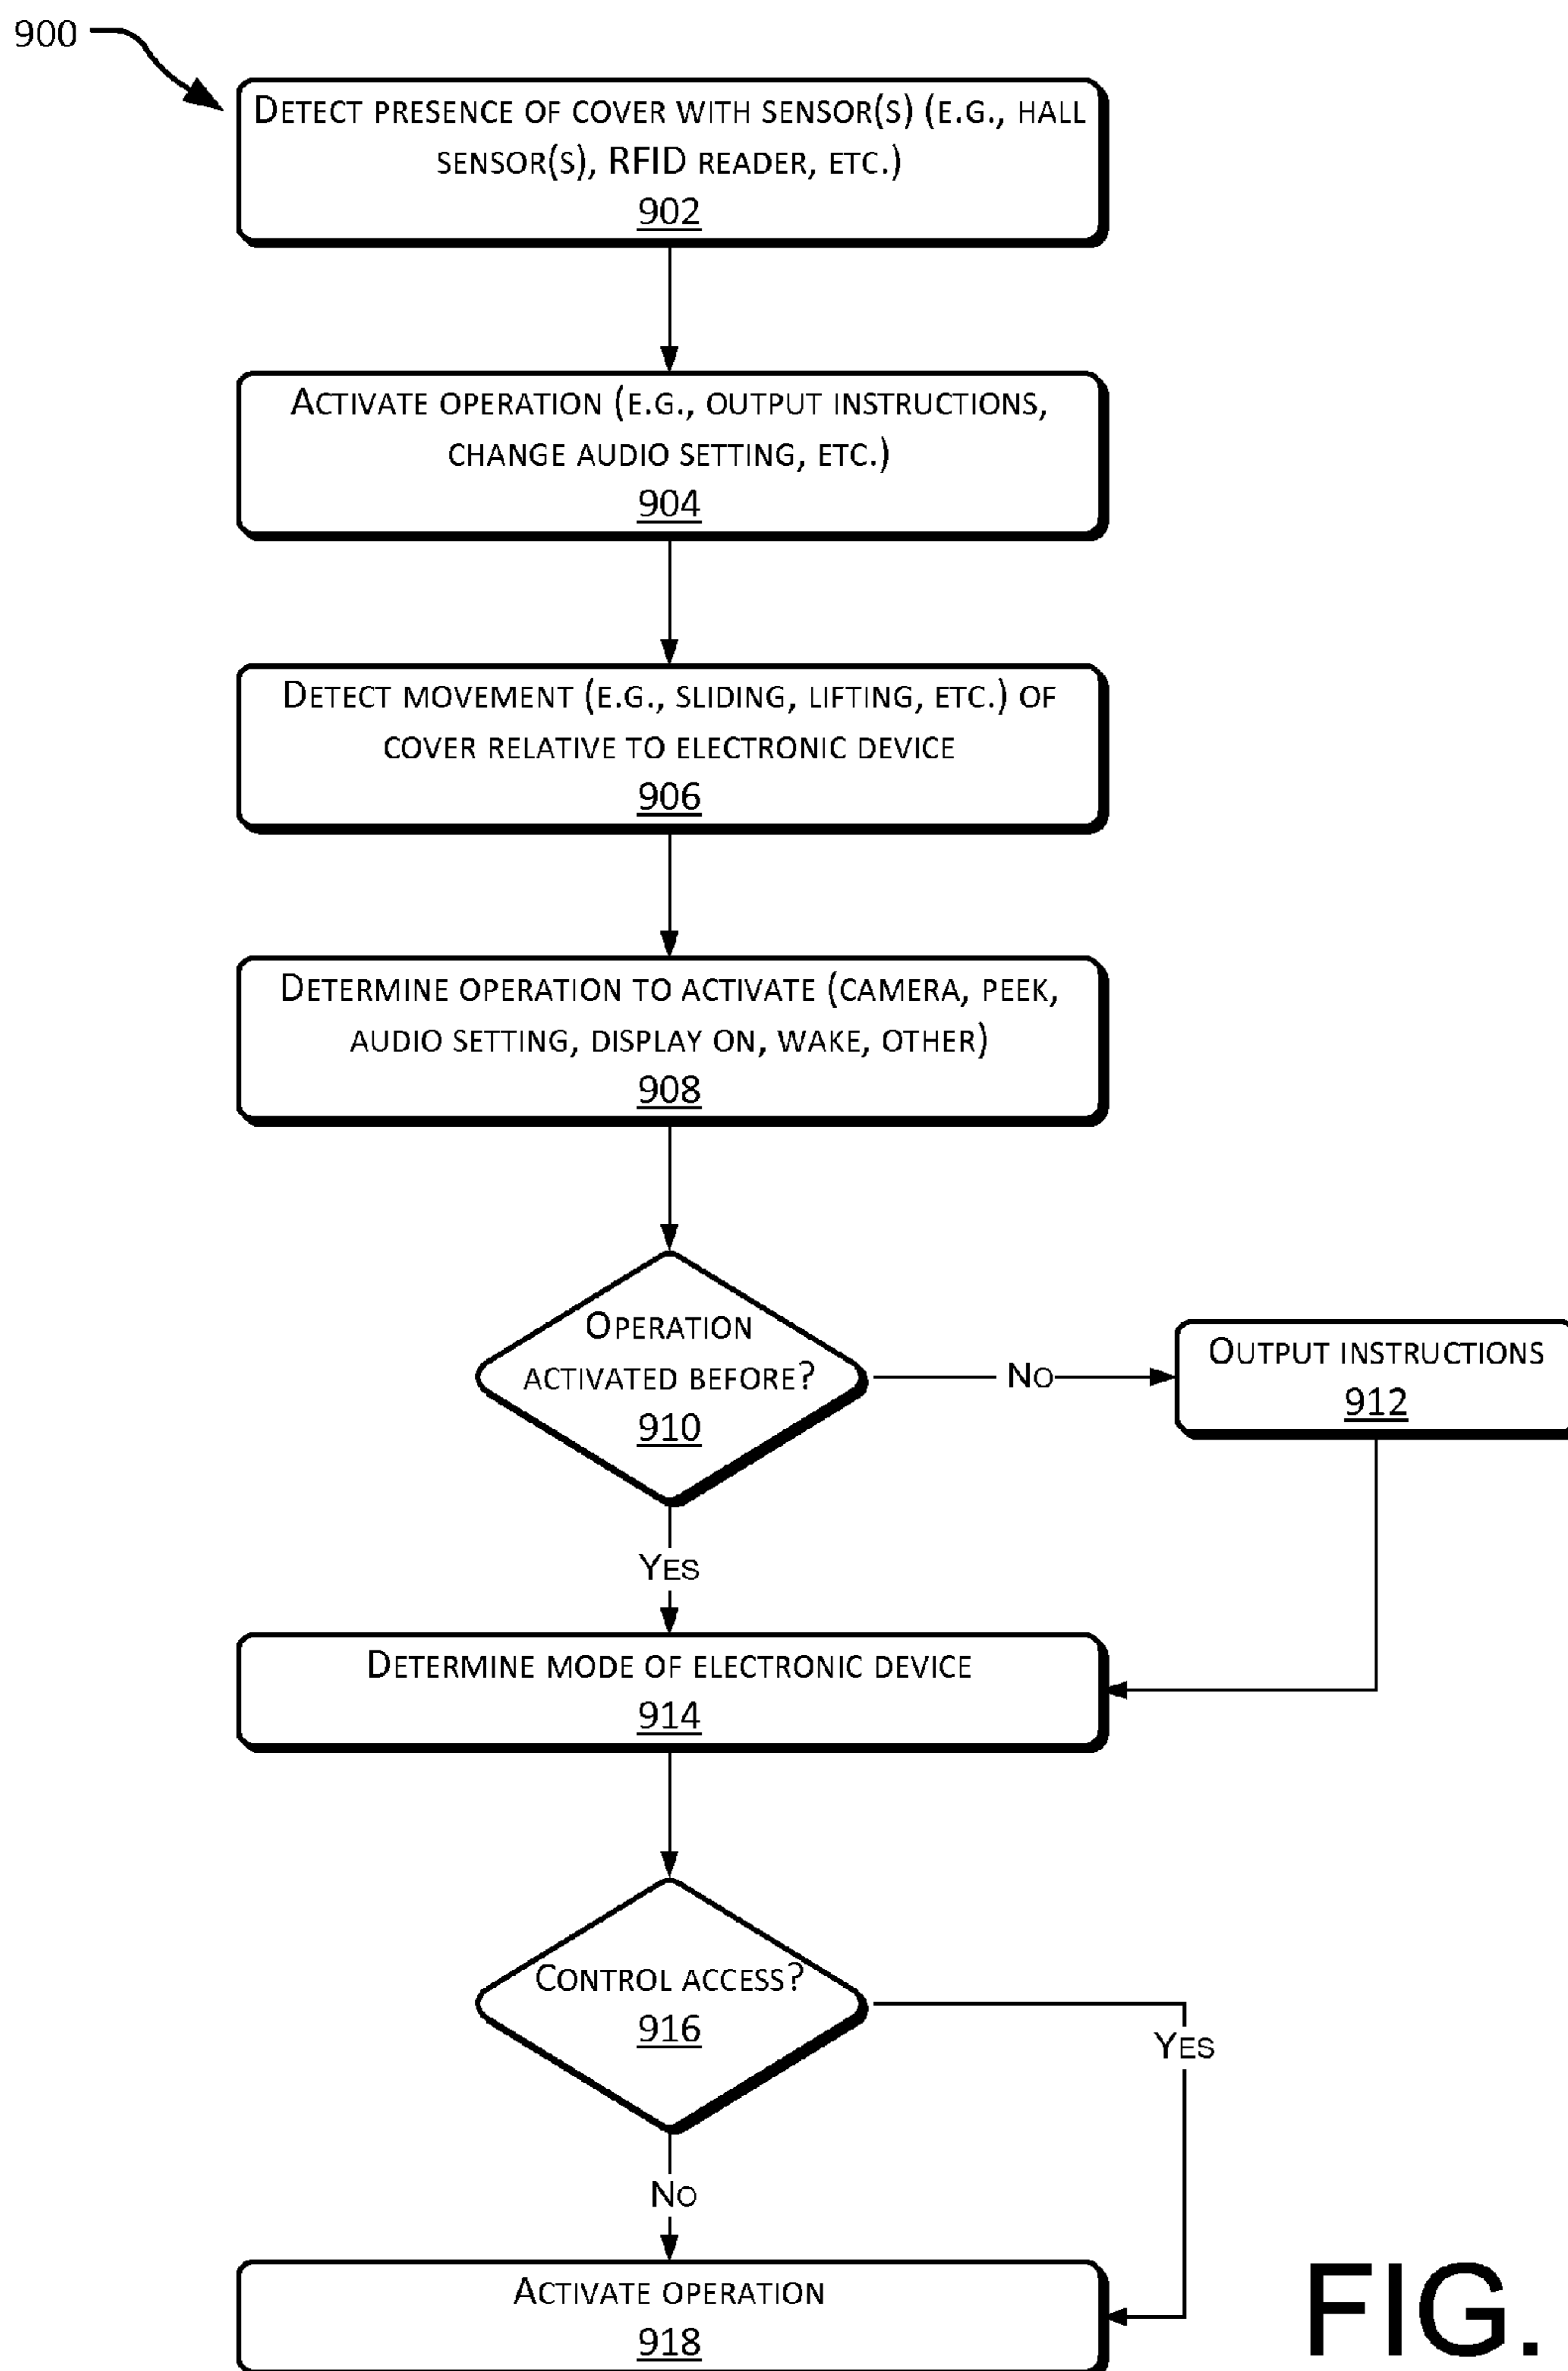 900
DETECT PRESENCE OF COVER WITH SENSOR(S) (E.G., HALL
SENSOR(S), RFID READER, ETC.)
902
ACTIVATE OPERATION (E.G., OUTPUT INSTRUCTIONS,
CHANGE AUDIO SETTING, ETC.)
904
DETECT MOVEMENT (E.G., SLIDING, LIFTING, ETC.) OF
COVER RELATIVE TO ELECTRONIC DEVICE
906
DETERMINE OPERATION TO ACTIVATE (CAMERA, PEEK,
AUDIO SETTING, DISPLAY ON, WAKE, OTHER)
908
OPERATION
ACTIVATED BEFORE?
910
NO
OUTPUT INSTRUCTIONS
912
YES
DETERMINE MODE OF ELECTRONIC DEVICE
914
CONTROL ACCESS?
916
YES
NO
ACTIVATE OPERATION
918
FIG.